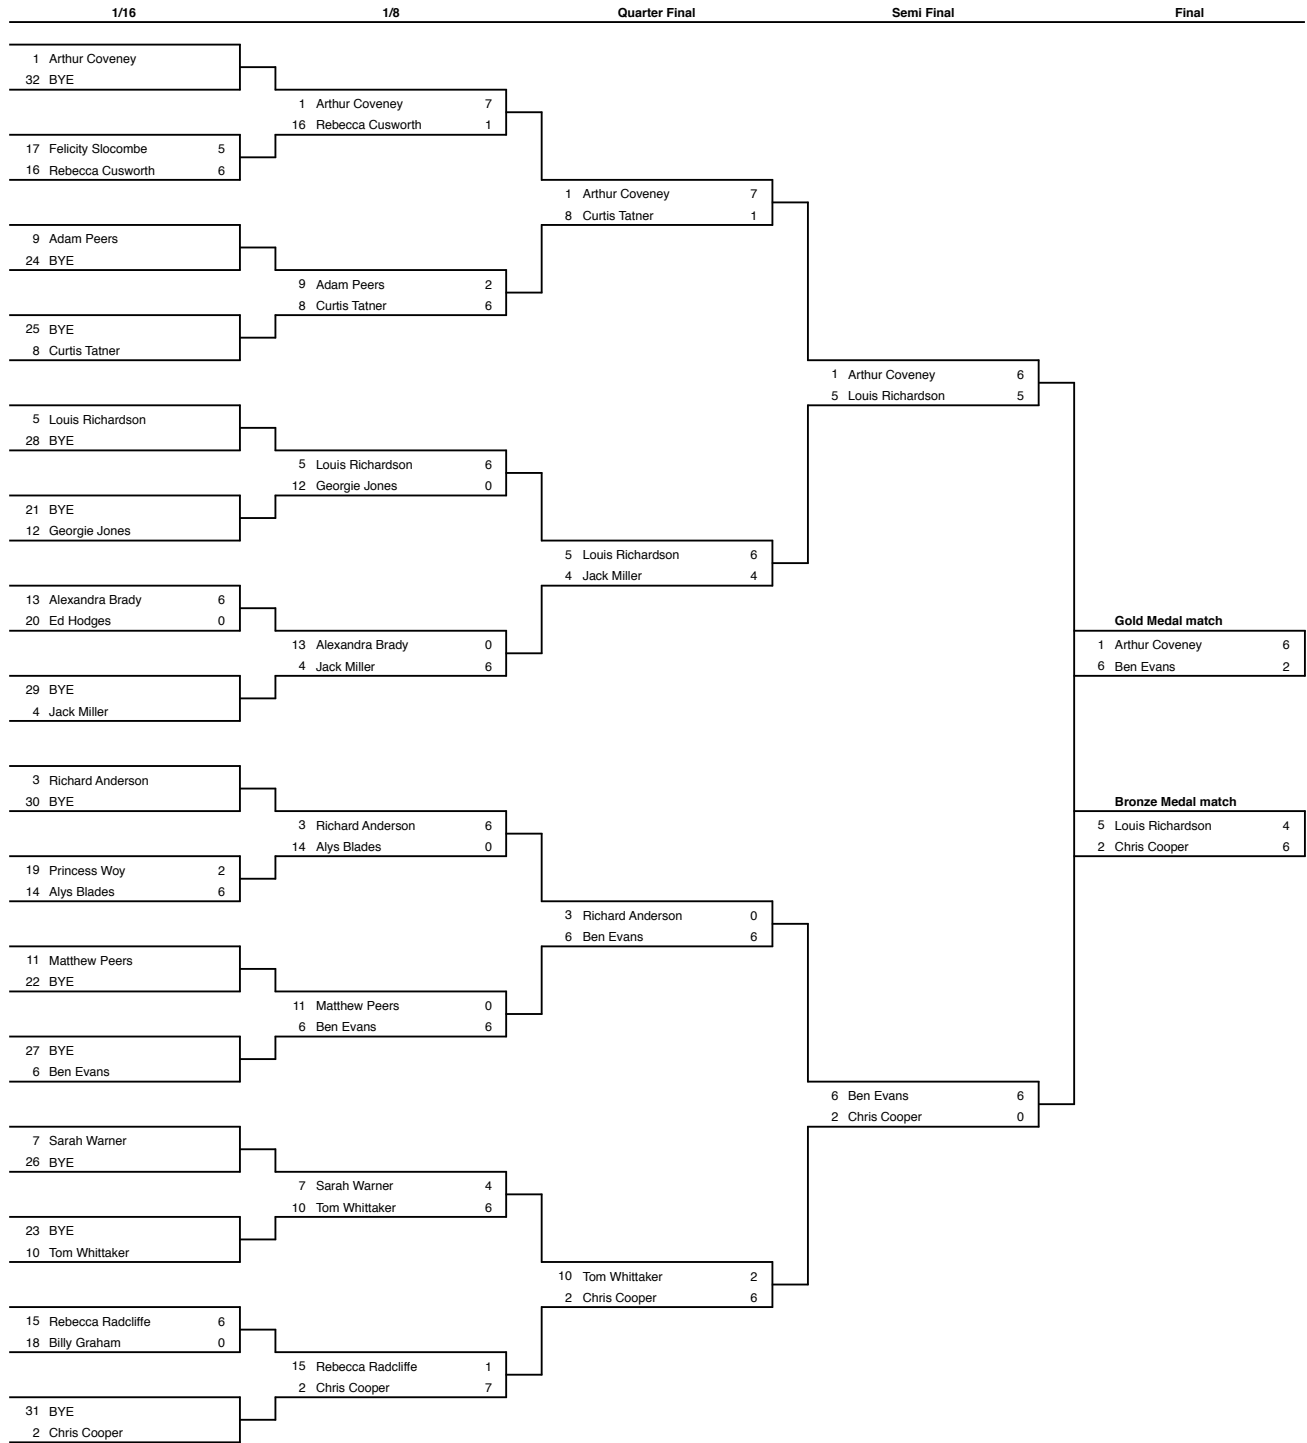 1/16 1/8 Quarter Final Semi Final Final
1 Arthur Coveney
32 BYE
17 Felicity Slocombe 5
16 Rebecca Cusworth 6
9 Adam Peers
24 BYE
25 BYE
8 Curtis Tatner
5 Louis Richardson
28 BYE
21 BYE
12 Georgie Jones
13 Alexandra Brady 6
20 Ed Hodges 0
29 BYE
4 Jack Miller
3 Richard Anderson
30 BYE
19 Princess Woy 2
14 Alys Blades 6
11 Matthew Peers
22 BYE
27 BYE
6 Ben Evans
7 Sarah Warner
26 BYE
23 BYE
10 Tom Whittaker
15 Rebecca Radcliffe 6
18 Billy Graham 0
31 BYE
2 Chris Cooper
1 Arthur Coveney 7
16 Rebecca Cusworth 1
9 Adam Peers 2
8 Curtis Tatner 6
5 Louis Richardson 6
12 Georgie Jones 0
13 Alexandra Brady 0
4 Jack Miller 6
3 Richard Anderson 6
14 Alys Blades 0
11 Matthew Peers 0
6 Ben Evans 6
7 Sarah Warner 4
10 Tom Whittaker 6
15 Rebecca Radcliffe 1
2 Chris Cooper 7
1 Arthur Coveney 7
8 Curtis Tatner 1
5 Louis Richardson 6
4 Jack Miller 4
3 Richard Anderson 0
6 Ben Evans 6
10 Tom Whittaker 2
2 Chris Cooper 6
1 Arthur Coveney 6
5 Louis Richardson 5
6 Ben Evans 6
2 Chris Cooper 0
Gold Medal match
1 Arthur Coveney 6
6 Ben Evans 2
Bronze Medal match
5 Louis Richardson 4
2 Chris Cooper 6